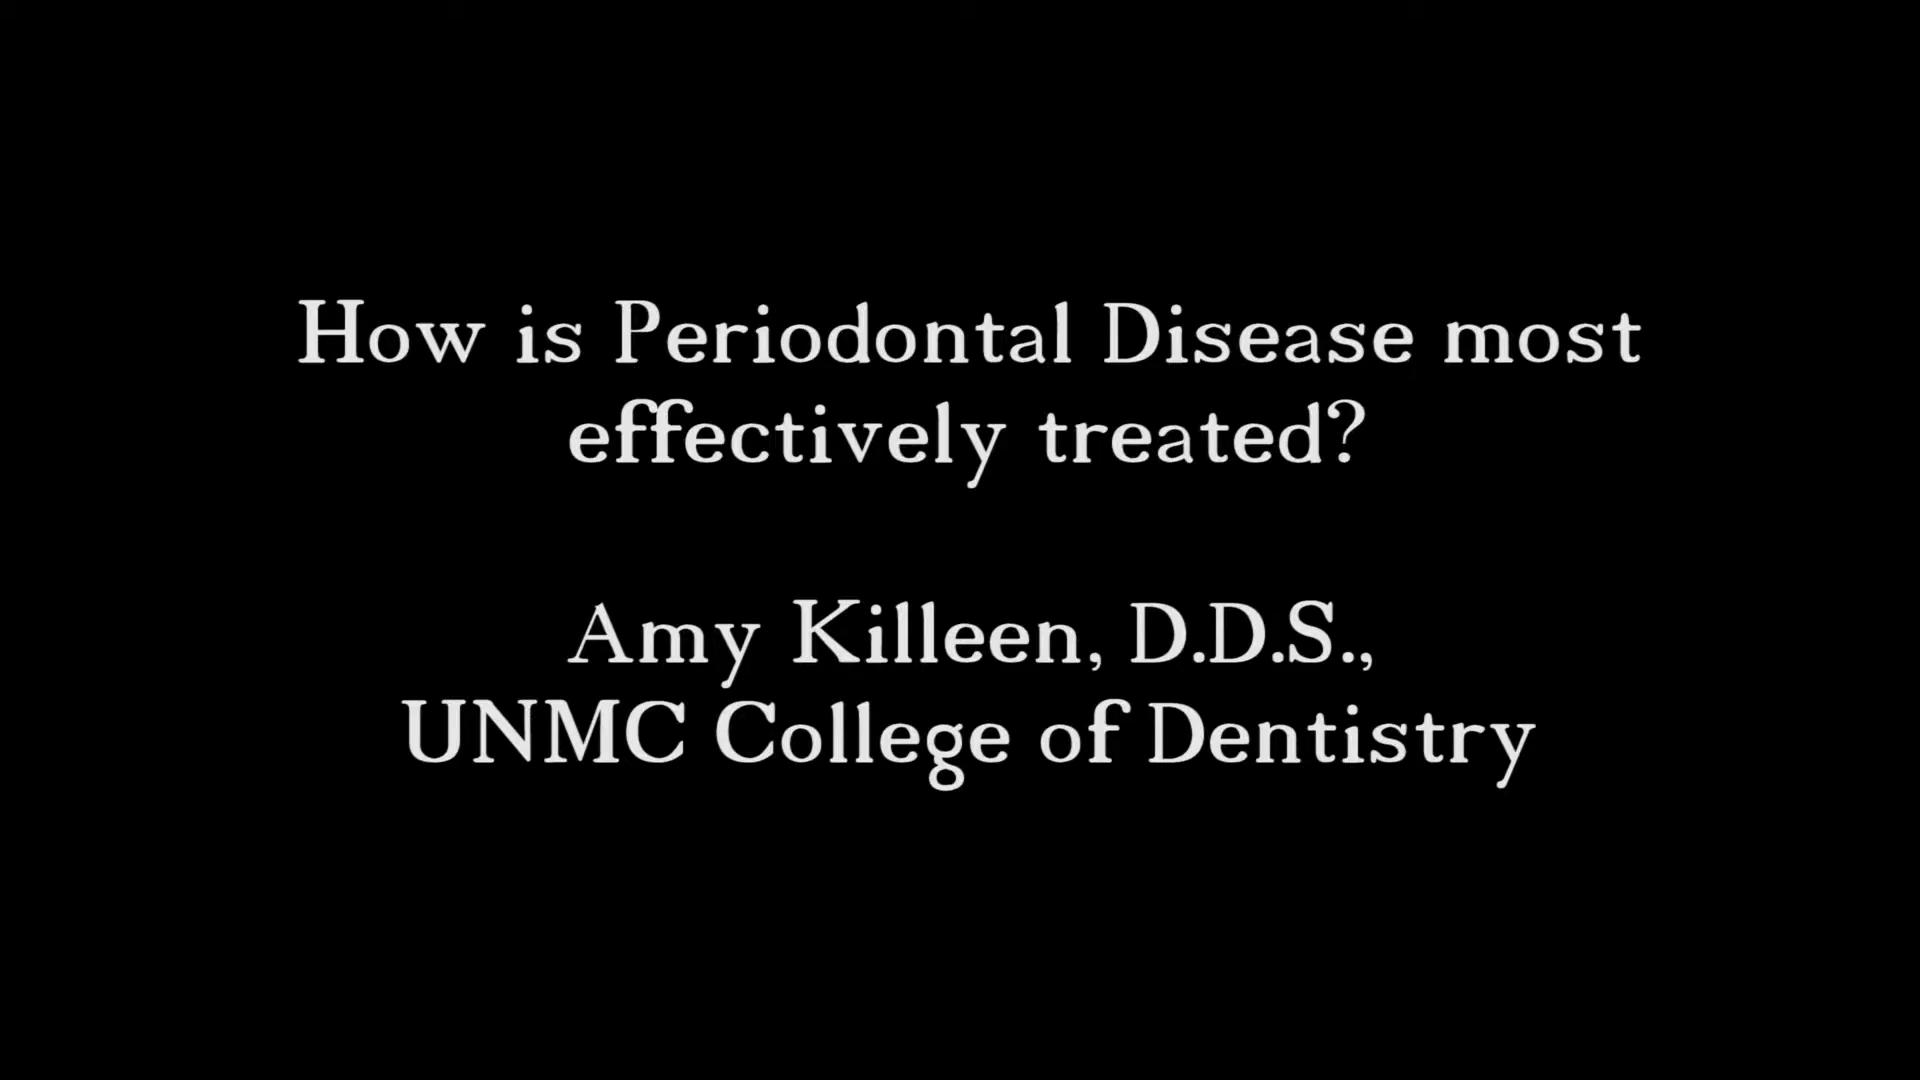 How is Periodontal Disease most
effectively treated?
Amy Killeen, D.D.S.,
UNMC College of Dentistry